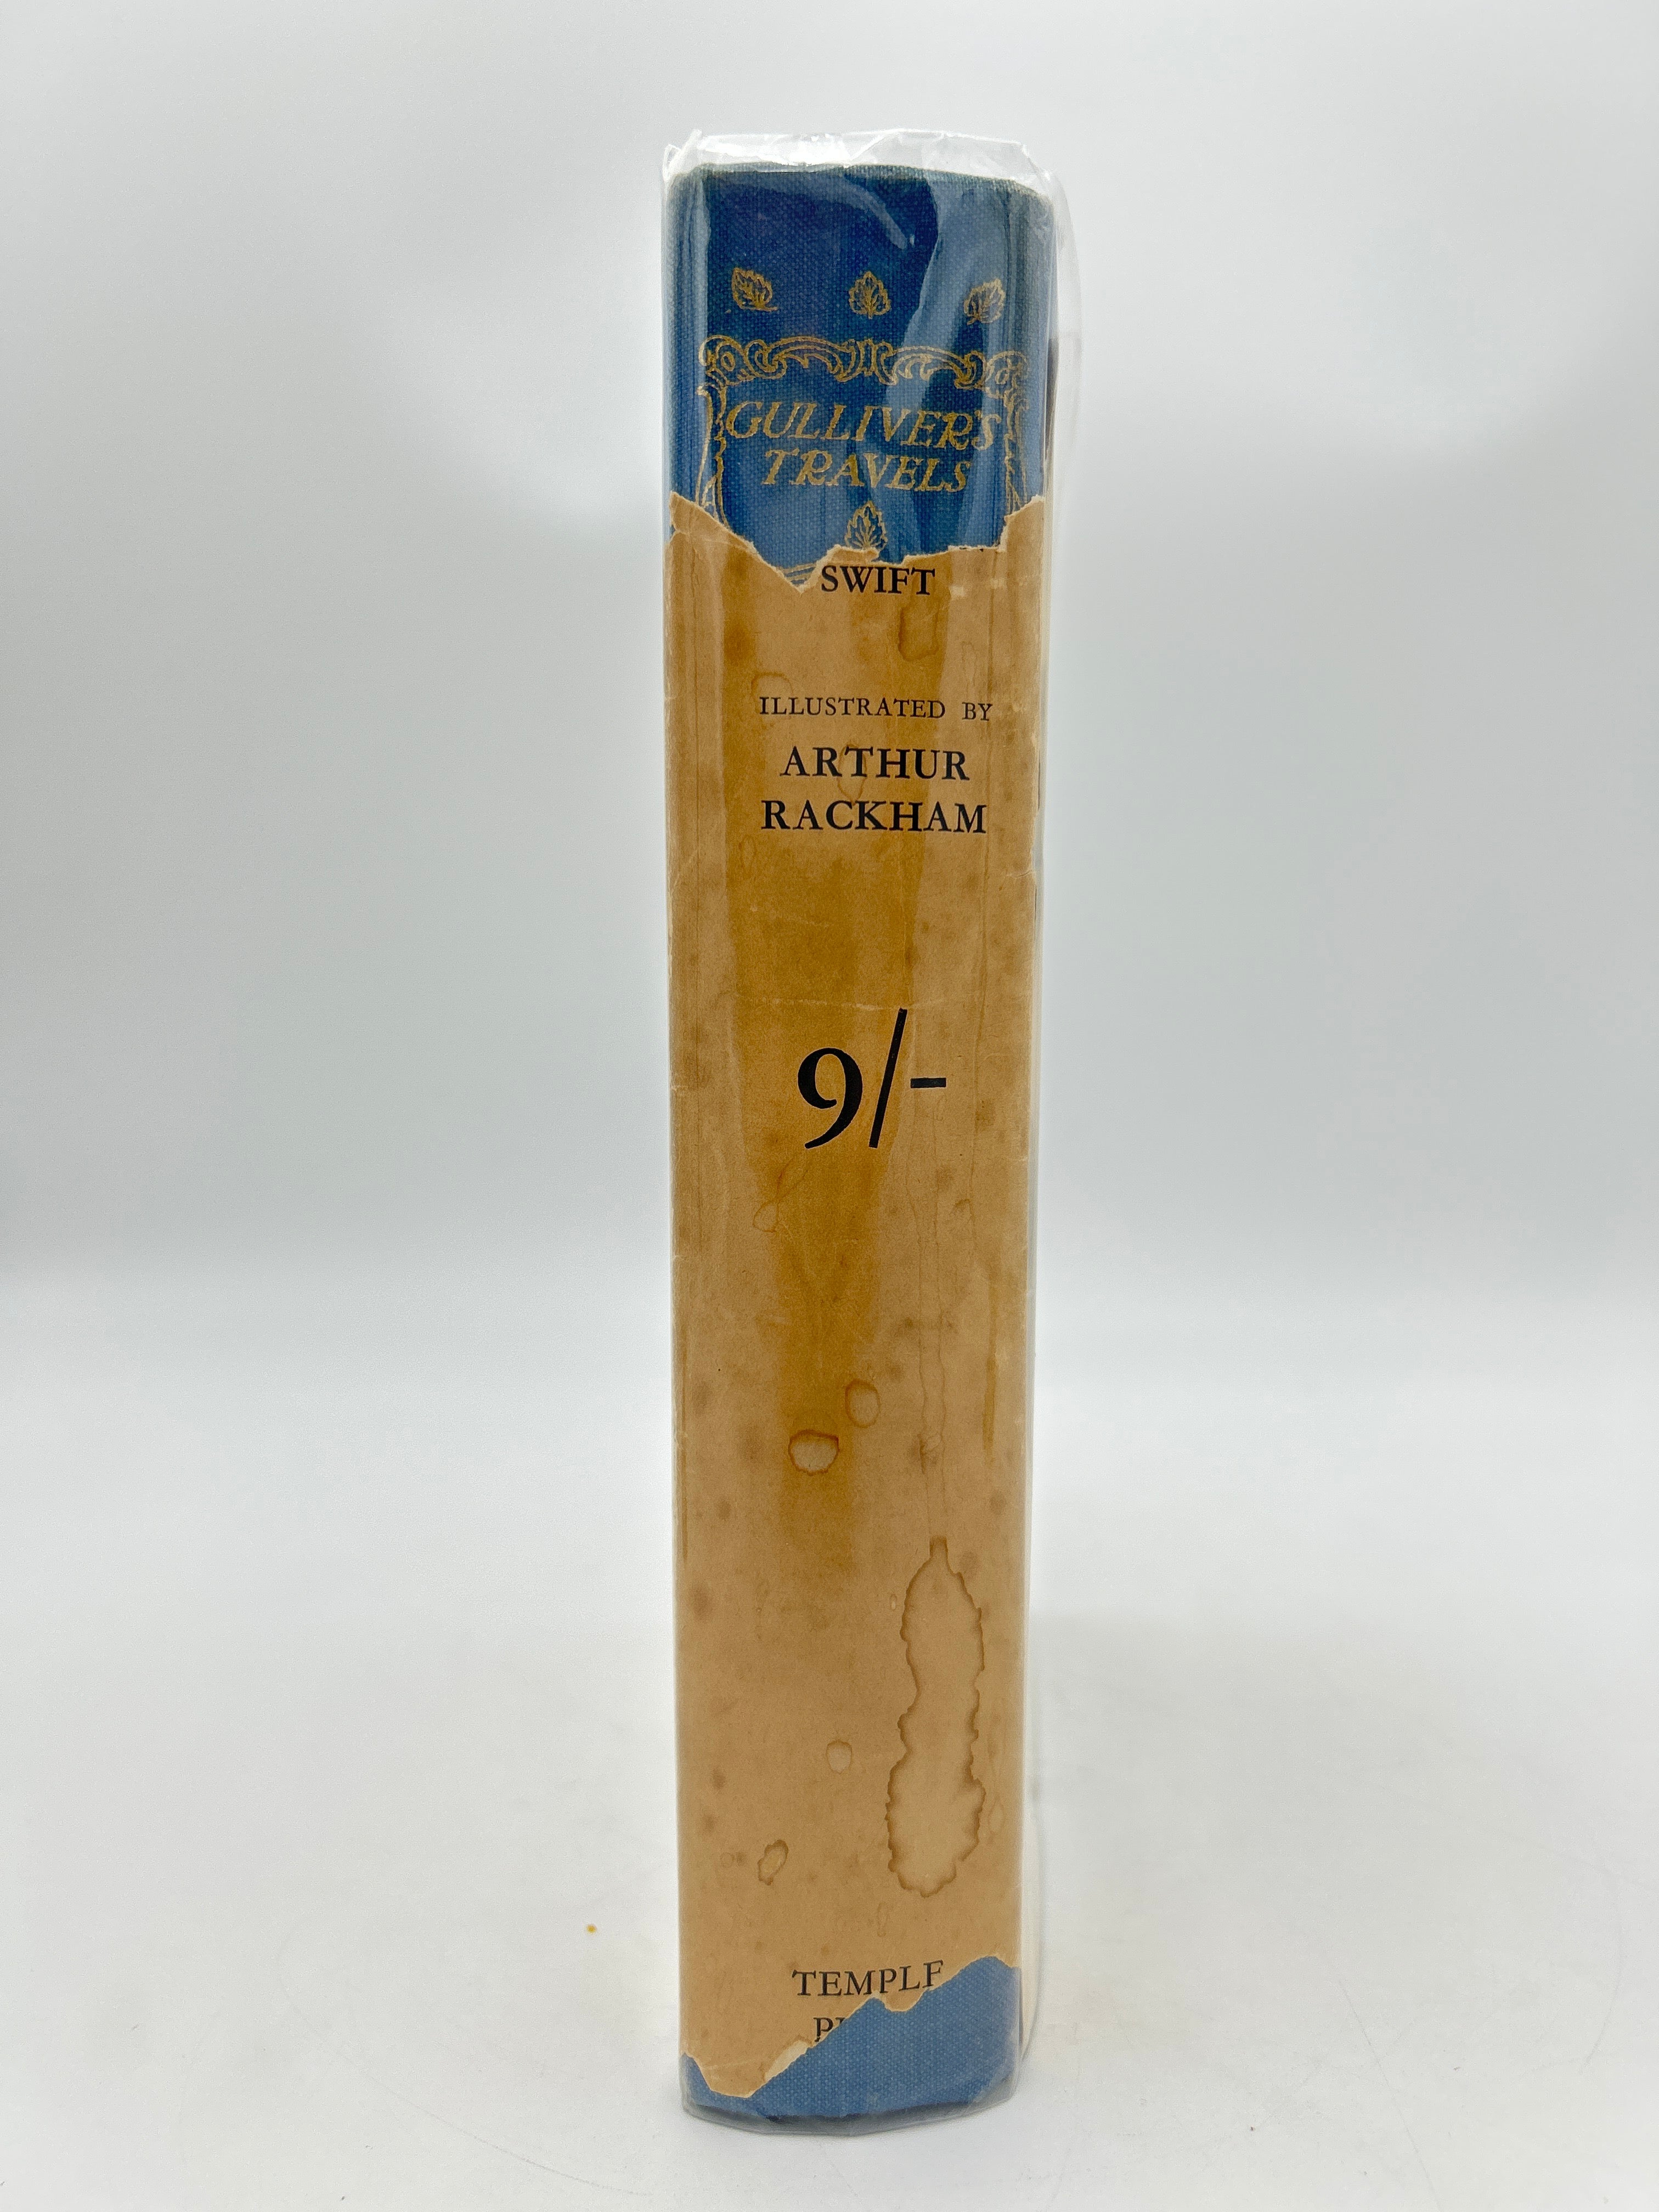 GULLIVER'S
TRAVELS
SWIFT
ILLUSTRATED BY
ARTHUR
RACKHAM
9/-
TEMPLE